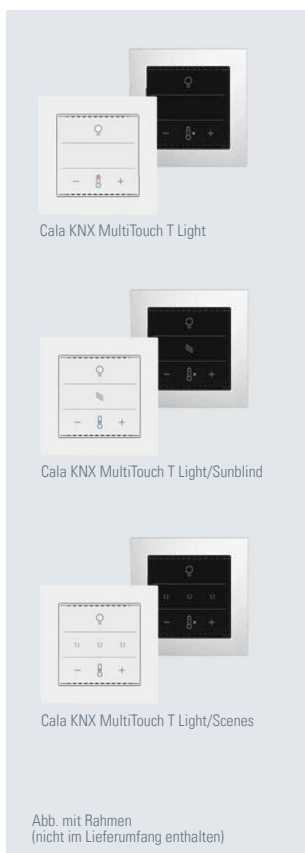 Cala KNX MultiTouch T Light
Cala KNX MultiTouch T Light/Sunblind
Cala KNX MultiTouch T Light/Scenes
Abb. mit Rahmen
(nicht im Lieferumfang enthalten)